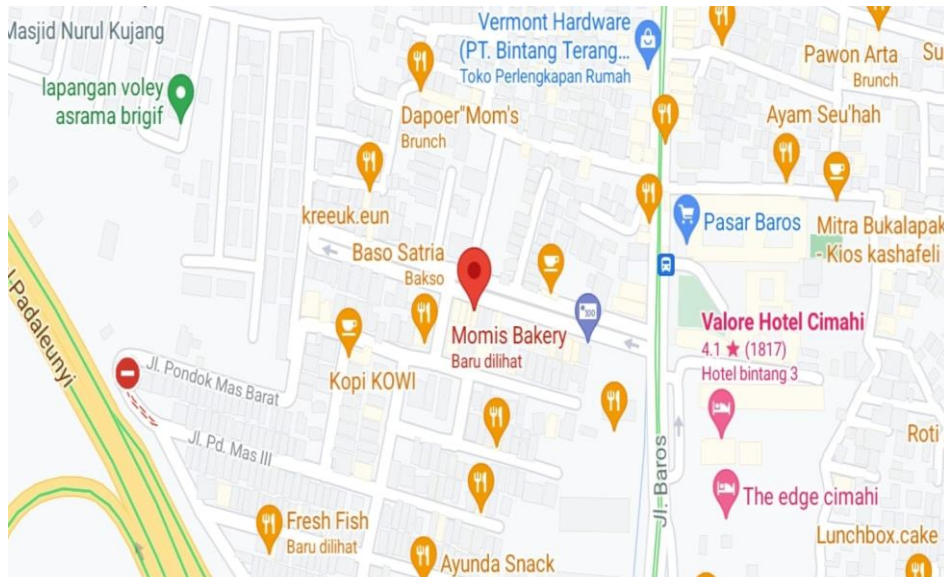 Masjid Nurul Kujang
lapangan voley
asrama brigif
Vermont Hardware
(PT. Bintang Terang...
Toko Perlengkapan Rumah
Pawon Arta
Brunch
Su
Dapoer"Mom's
Brunch
Ayam Seu'hah
kreeuk.eun
Pasar Baros
Mitra Bukalapak
- Kios kashafeli
Baso Satria
Bakso
Momis Bakery
Baru dilihat
Valore Hotel Cimahi
4.1 ★ (1817)
Hotel bintang 3
Kopi KOWI
Padaleunyi
Jl. Pondok Mas Barat
Jl. Pd. Mas III
Jl. Baros
Roti
The edge cimahi
Fresh Fish
Baru dilihat
Ayunda Snack
Lunchbox.cake